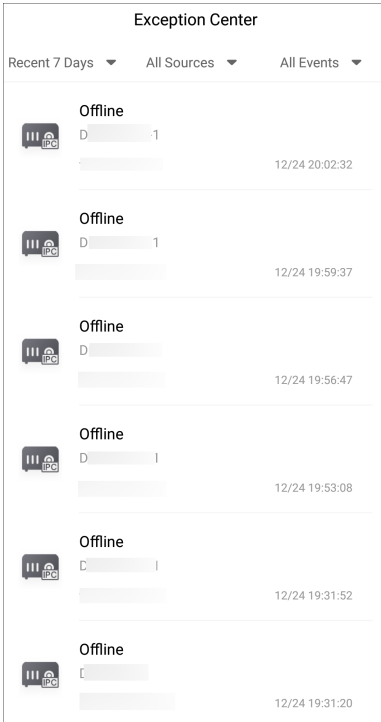 Exception Center
Recent 7 Days All Sources All Events
Offline
D 1
12/24 20:02:32
Offline
D 1
12/24 19:59:37
Offline
D
12/24 19:56:47
Offline
D
12/24 19:53:08
Offline
D
12/24 19:31:52
Offline
12/24 19:31:20
IPC
IPC
IPC
IPC
IPC
IPC